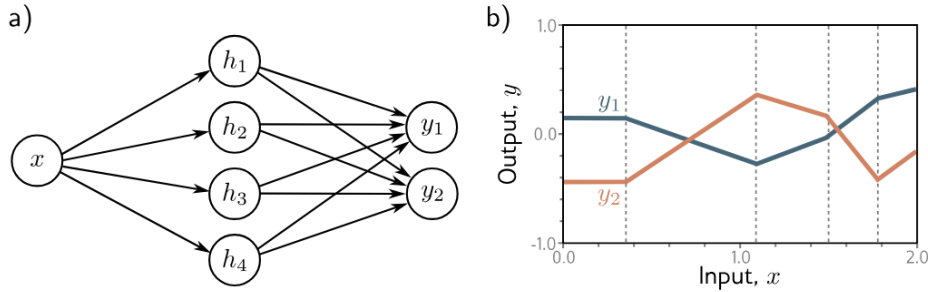 a)
x
h₁
h₂
h₃
h₄
y₁
y₂
b)
1.0
0.0
-1.0
Output, y
y₁
y₂
0.0
1.0
2.0
Input, x